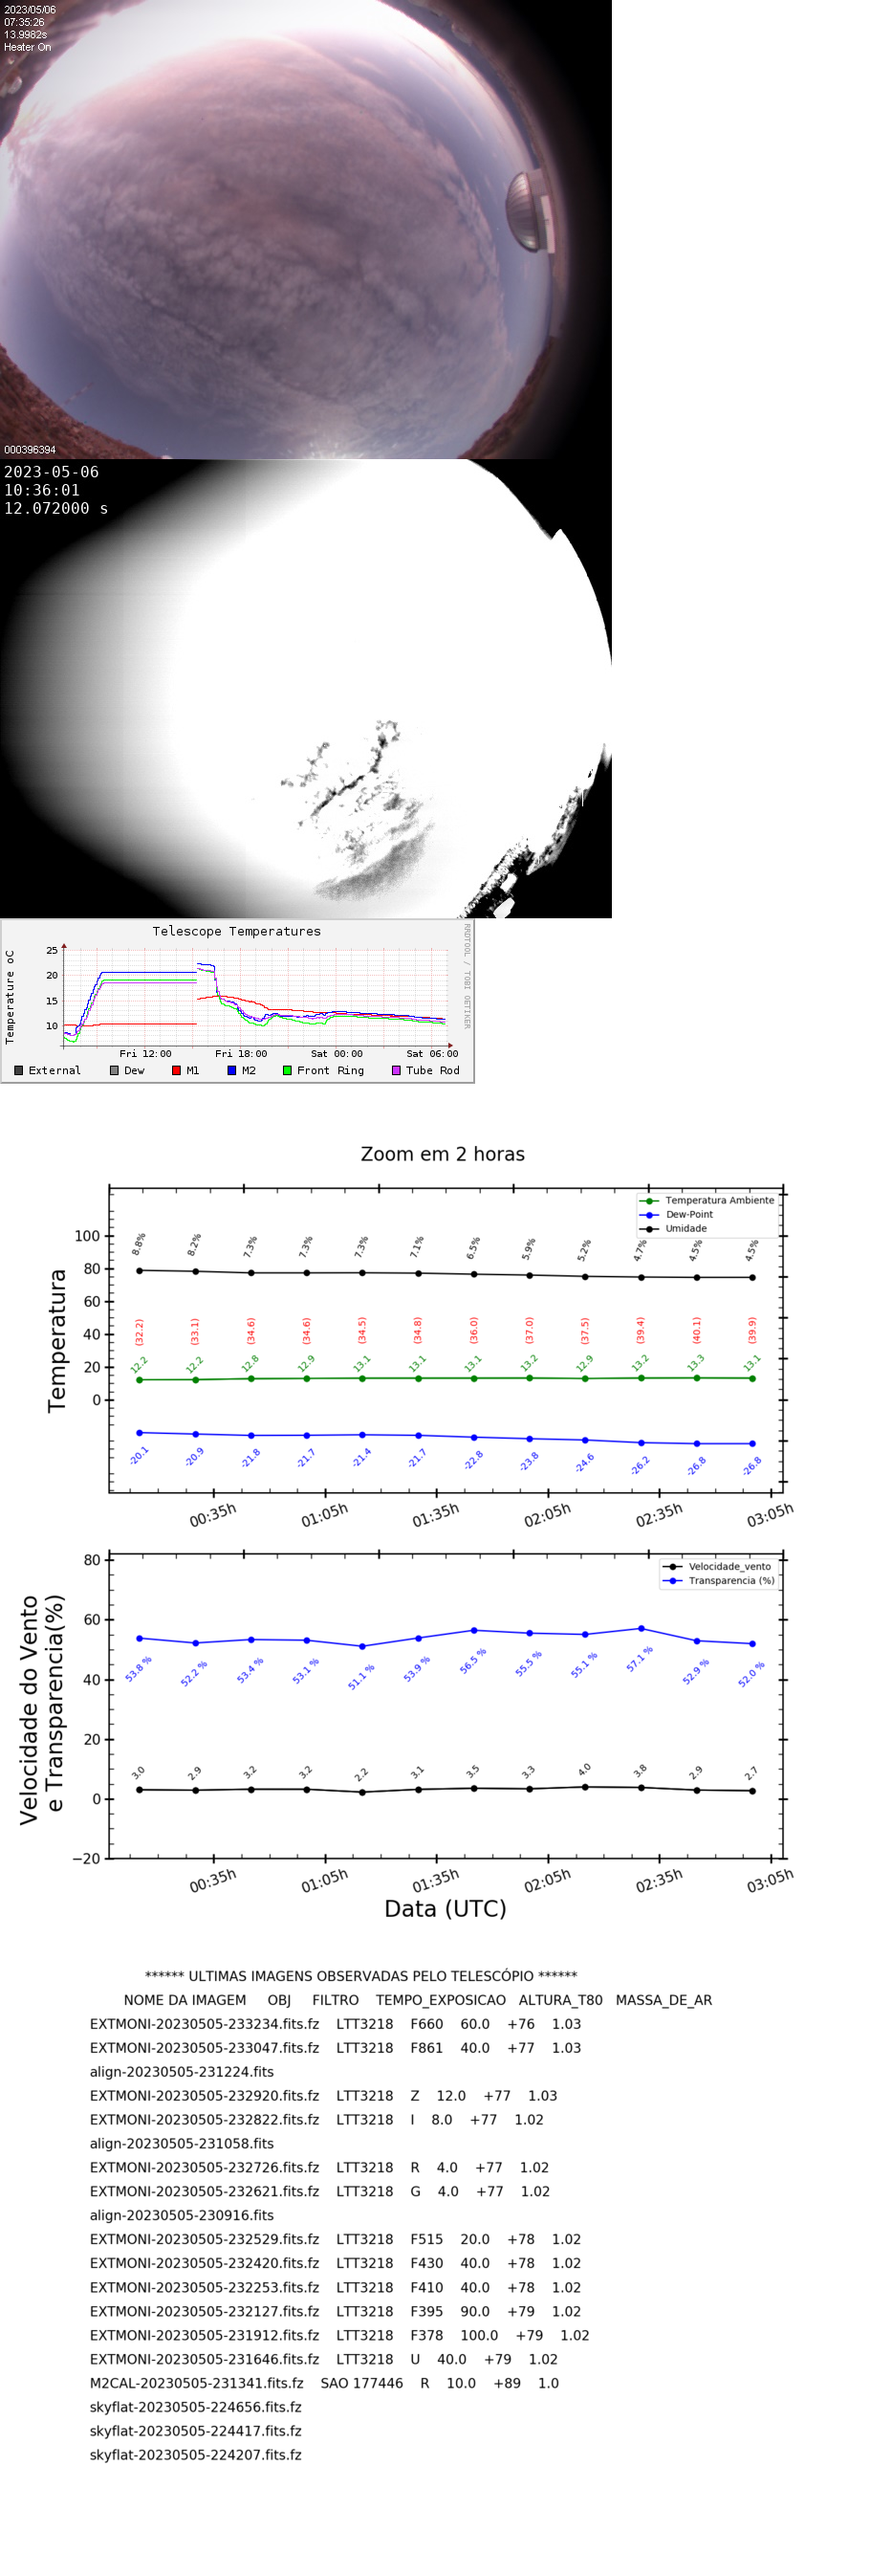 2023/05/06
07:35:26
13.9982s
Heater On
000396394
2023-05-06
10:36:01
12.072000 s
Telescope Temperatures
RRDTOOL / TOBI OETIKER
Temperature oC
25
20
15
10
Fri 12:00 Fri 18:00 Sat 00:00 Sat 06:00
External Dew M1 M2 Front Ring Tube Rod
Zoom em 2 horas
Temperatura Ambiente
Dew-Point
Umidade
Temperatura
100
80
60
40
20
0
8.8% 8.2% 7.3% 7.3% 7.3% 7.1% 6.5% 5.9% 5.2% 4.7% 4.5% 4.5%
(32.2) (33.1) (34.6) (34.6) (34.5) (34.8) (36.0) (37.0) (37.5) (39.4) (40.1) (39.9)
12.2 12.2 12.8 12.9 13.1 13.1 13.1 13.2 12.9 13.2 13.3 13.1
-20.1 -20.9 -21.8 -21.7 -21.4 -21.7 -22.8 -23.8 -24.6 -26.2 -26.8 -26.8
00:35h 01:05h 01:35h 02:05h 02:35h 03:05h
Velocidade_vento
Transparencia (%)
Velocidade do Vento
e Transparencia(%)
80
60
40
20
0
−20
53.8 % 52.2 % 53.4 % 53.1 % 51.1 % 53.9 % 56.5 % 55.5 % 55.1 % 57.1 % 52.9 % 52.0 %
3.0 2.9 3.2 3.2 2.2 3.1 3.5 3.3 4.0 3.8 2.9 2.7
00:35h 01:05h 01:35h 02:05h 02:35h 03:05h
Data (UTC)
****** ULTIMAS IMAGENS OBSERVADAS PELO TELESCÓPIO ******
NOME DA IMAGEM OBJ FILTRO TEMPO_EXPOSICAO ALTURA_T80 MASSA_DE_AR
EXTMONI-20230505-233234.fits.fz LTT3218 F660 60.0 +76 1.03
EXTMONI-20230505-233047.fits.fz LTT3218 F861 40.0 +77 1.03
align-20230505-231224.fits
EXTMONI-20230505-232920.fits.fz LTT3218 Z 12.0 +77 1.03
EXTMONI-20230505-232822.fits.fz LTT3218 I 8.0 +77 1.02
align-20230505-231058.fits
EXTMONI-20230505-232726.fits.fz LTT3218 R 4.0 +77 1.02
EXTMONI-20230505-232621.fits.fz LTT3218 G 4.0 +77 1.02
align-20230505-230916.fits
EXTMONI-20230505-232529.fits.fz LTT3218 F515 20.0 +78 1.02
EXTMONI-20230505-232420.fits.fz LTT3218 F430 40.0 +78 1.02
EXTMONI-20230505-232253.fits.fz LTT3218 F410 40.0 +78 1.02
EXTMONI-20230505-232127.fits.fz LTT3218 F395 90.0 +79 1.02
EXTMONI-20230505-231912.fits.fz LTT3218 F378 100.0 +79 1.02
EXTMONI-20230505-231646.fits.fz LTT3218 U 40.0 +79 1.02
M2CAL-20230505-231341.fits.fz SAO 177446 R 10.0 +89 1.0
skyflat-20230505-224656.fits.fz
skyflat-20230505-224417.fits.fz
skyflat-20230505-224207.fits.fz